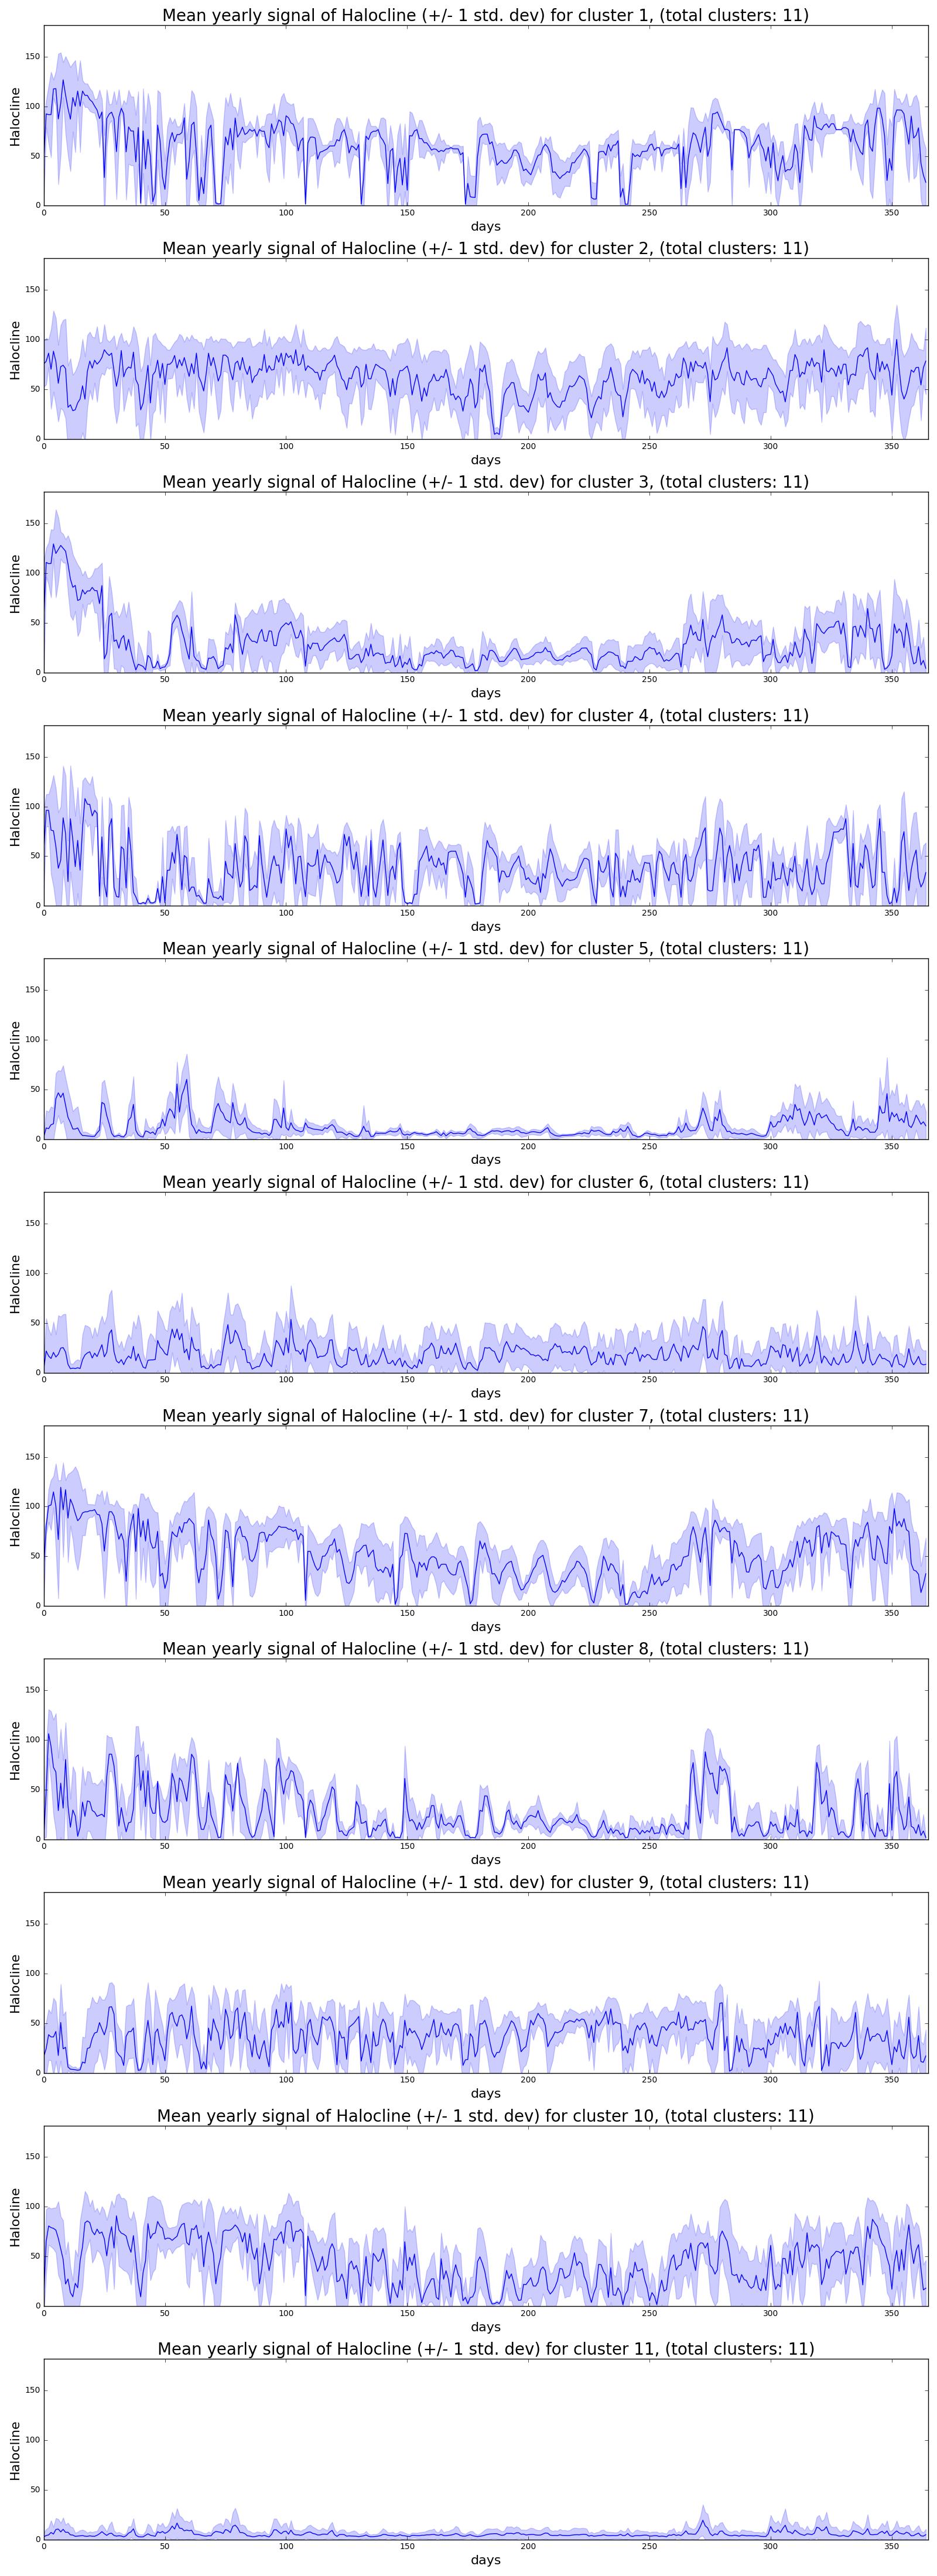 Mean yearly signal of Halocline (+/- 1 std. dev) for cluster 1, (total clusters: 11)
150
100
50
0
Halocline
0 50 100 150 200 250 300 350
days
Mean yearly signal of Halocline (+/- 1 std. dev) for cluster 2, (total clusters: 11)
150
100
50
0
Halocline
0 50 100 150 200 250 300 350
days
Mean yearly signal of Halocline (+/- 1 std. dev) for cluster 3, (total clusters: 11)
150
100
50
0
Halocline
0 50 100 150 200 250 300 350
days
Mean yearly signal of Halocline (+/- 1 std. dev) for cluster 4, (total clusters: 11)
150
100
50
0
Halocline
0 50 100 150 200 250 300 350
days
Mean yearly signal of Halocline (+/- 1 std. dev) for cluster 5, (total clusters: 11)
150
100
50
0
Halocline
0 50 100 150 200 250 300 350
days
Mean yearly signal of Halocline (+/- 1 std. dev) for cluster 6, (total clusters: 11)
150
100
50
0
Halocline
0 50 100 150 200 250 300 350
days
Mean yearly signal of Halocline (+/- 1 std. dev) for cluster 7, (total clusters: 11)
150
100
50
0
Halocline
0 50 100 150 200 250 300 350
days
Mean yearly signal of Halocline (+/- 1 std. dev) for cluster 8, (total clusters: 11)
150
100
50
0
Halocline
0 50 100 150 200 250 300 350
days
Mean yearly signal of Halocline (+/- 1 std. dev) for cluster 9, (total clusters: 11)
150
100
50
0
Halocline
0 50 100 150 200 250 300 350
days
Mean yearly signal of Halocline (+/- 1 std. dev) for cluster 10, (total clusters: 11)
150
100
50
0
Halocline
0 50 100 150 200 250 300 350
days
Mean yearly signal of Halocline (+/- 1 std. dev) for cluster 11, (total clusters: 11)
150
100
50
0
Halocline
0 50 100 150 200 250 300 350
days